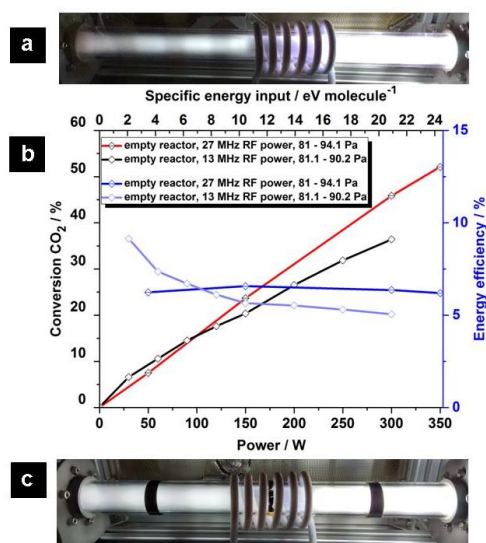 a
Specific energy input / eV molecule-1
0 2 4 6 8 10 12 14 16 18 20 22 24
b
60 15
empty reactor, 27 MHz RF power, 81 - 94.1 Pa
empty reactor, 13 MHz RF power, 81.1 - 90.2 Pa
empty reactor, 27 MHz RF power, 81 - 94.1 Pa
empty reactor, 13 MHz RF power, 81.1 - 90.2 Pa
50
40 10
30
20 5
10
0 0
Conversion CO2 / %
Energy efficiency / %
0 50 100 150 200 250 300 350
Power / W
c